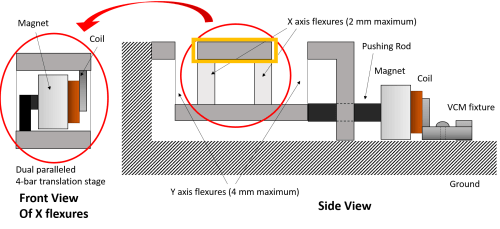 Magnet
Coil
Dual paralleled
4-bar translation stage
Front View
Of X flexures
X axis flexures (2 mm maximum)
Pushing Rod
Magnet
Coil
VCM fixture
Y axis flexures (4 mm maximum)
Ground
Side View